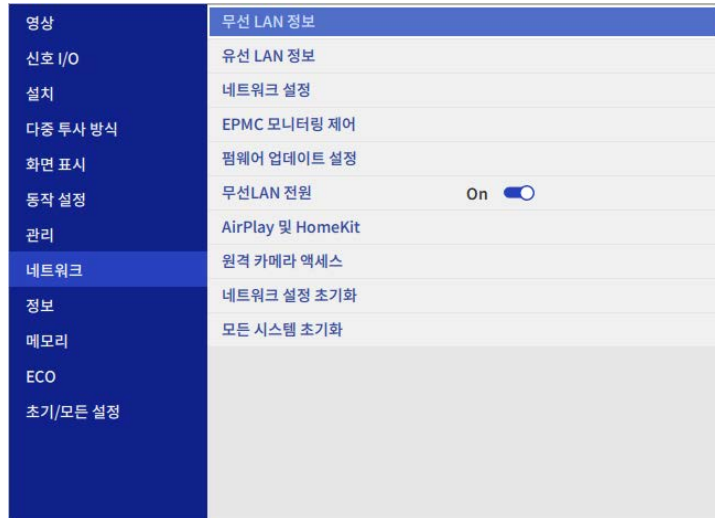 영상
신호 I/O
설치
다중 투사 방식
화면 표시
동작 설정
관리
네트워크
정보
메모리
ECO
초기/모든 설정
무선 LAN 정보
유선 LAN 정보
네트워크 설정
EPMC 모니터링 제어
펌웨어 업데이트 설정
무선LAN 전원 On
AirPlay 및 HomeKit
원격 카메라 액세스
네트워크 설정 초기화
모든 시스템 초기화